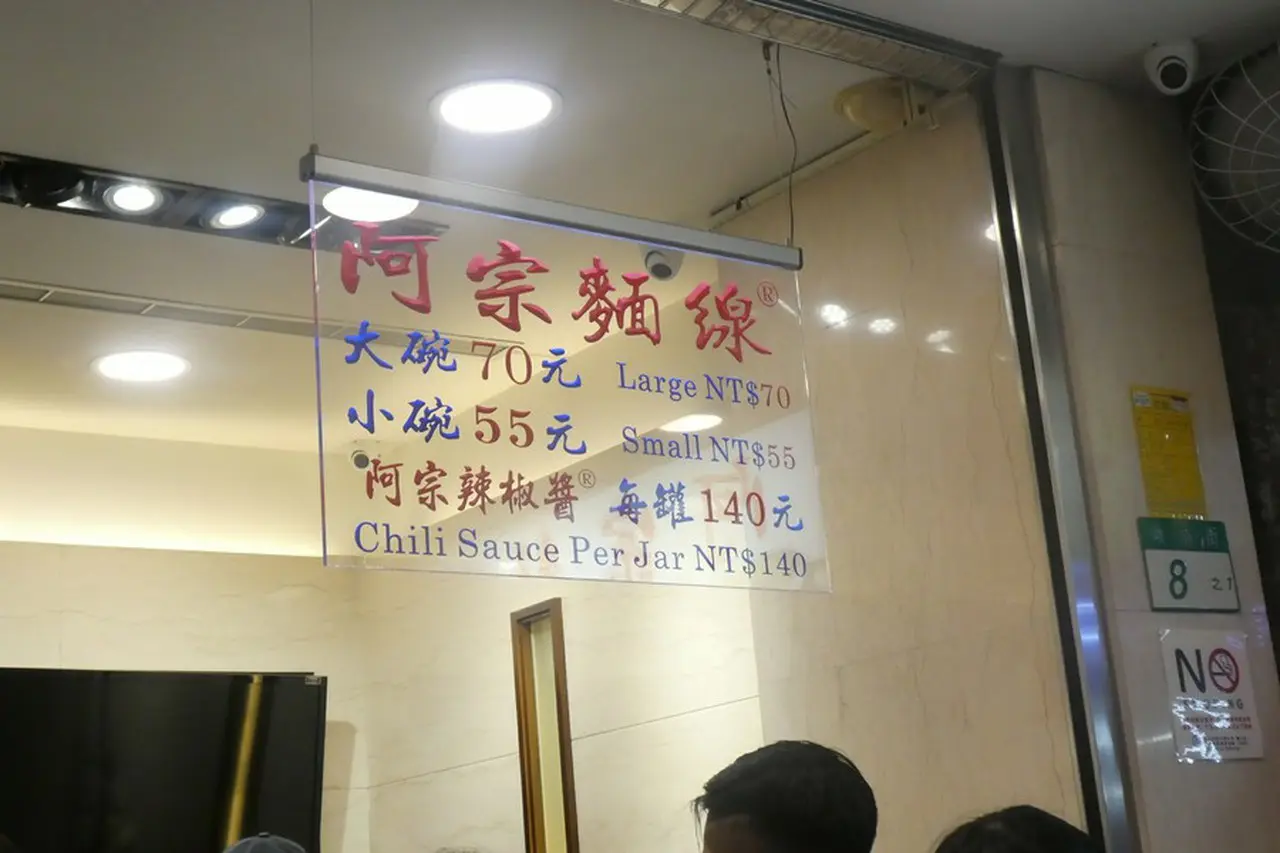 阿宗麵線®
大碗70元 Large NT$70
小碗55元 Small NT$55
阿宗辣椒醬® 每罐140元
Chili Sauce Per Jar NT$140
8 之1
NO